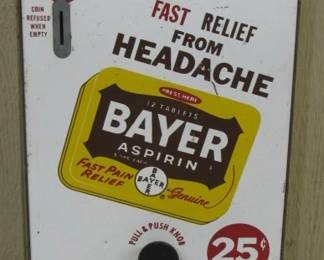 COIN
REFUSED
WHEN
EMPTY
FAST RELIEF
FROM
HEADACHE
PRESS HERE
12 TABLETS
BAYER
ASPIRIN
FAST PAIN
RELIEF
BAYER
BAYER
Genuine
PULL & PUSH KNOB
25¢